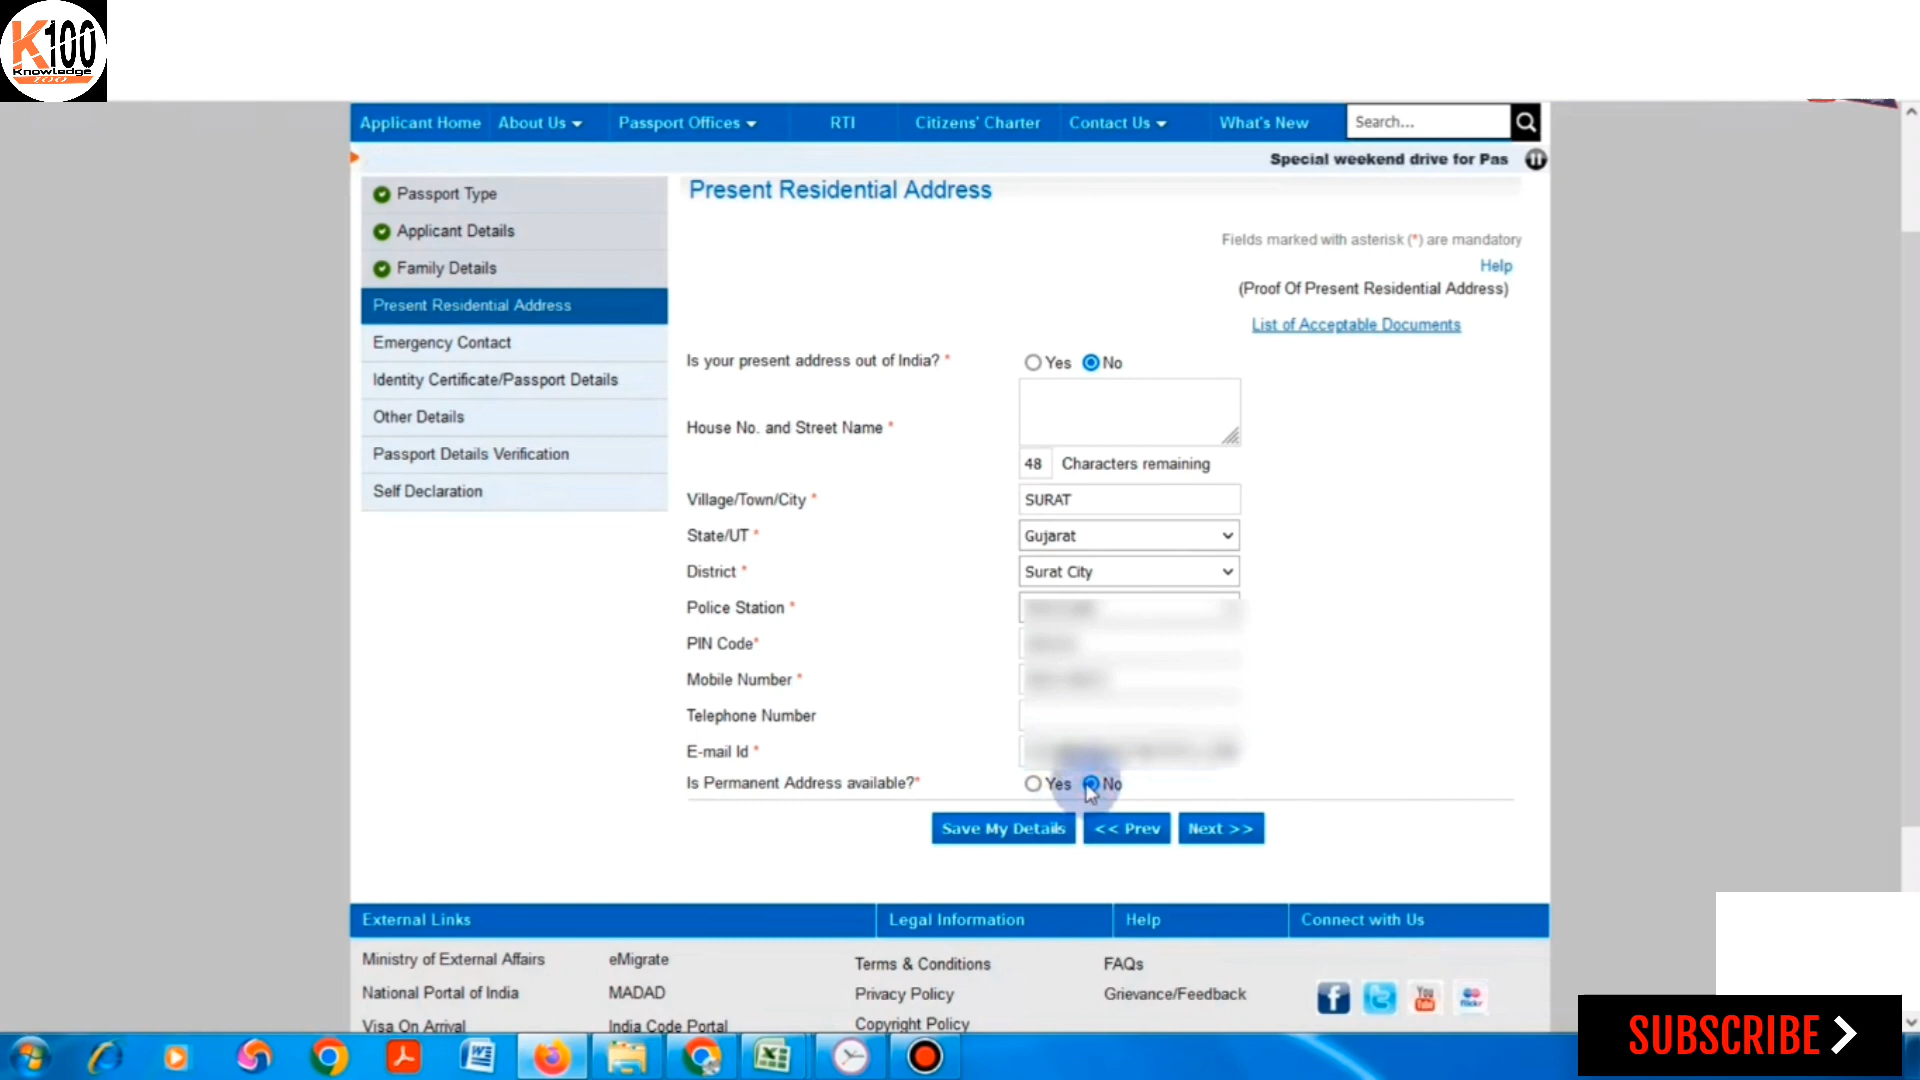 K100
Knowledge
100
Applicant Home About Us Passport Offices RTI Citizens' Charter Contact Us What's New Search...
Special weekend drive for Pas
Passport Type
Applicant Details
Family Details
Present Residential Address
Emergency Contact
Identity Certificate/Passport Details
Other Details
Passport Details Verification
Self Declaration
Present Residential Address
Fields marked with asterisk (*) are mandatory
Help
(Proof Of Present Residential Address)
List of Acceptable Documents
Is your present address out of India? * Yes No
House No. and Street Name *
48 Characters remaining
Village/Town/City * SURAT
State/UT * Gujarat
District * Surat City
Police Station *
PIN Code*
Mobile Number *
Telephone Number
E-mail Id *
Is Permanent Address available?* Yes No
Save My Details << Prev Next >>
External Links Legal Information Help Connect with Us
Ministry of External Affairs eMigrate Terms & Conditions FAQs
National Portal of India MADAD Privacy Policy Grievance/Feedback
Visa On Arrival India Code Portal Copyright Policy
You
flickr
SUBSCRIBE